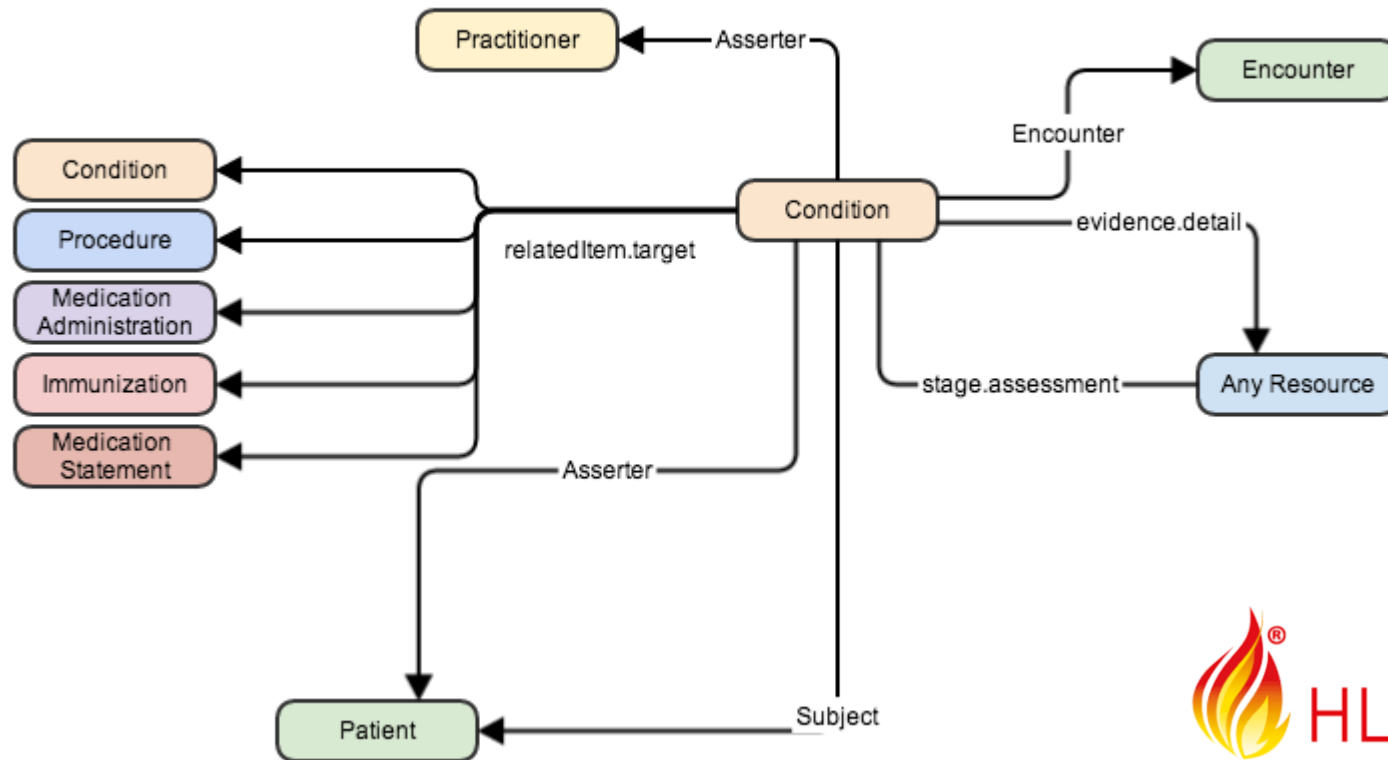 Practitioner
Asserter
Encounter
Encounter
Condition
Condition
Procedure
relatedItem.target
evidence.detail
Medication
Administration
Immunization
stage.assessment
Any Resource
Medication
Statement
Asserter
Patient
Subject
®
HL